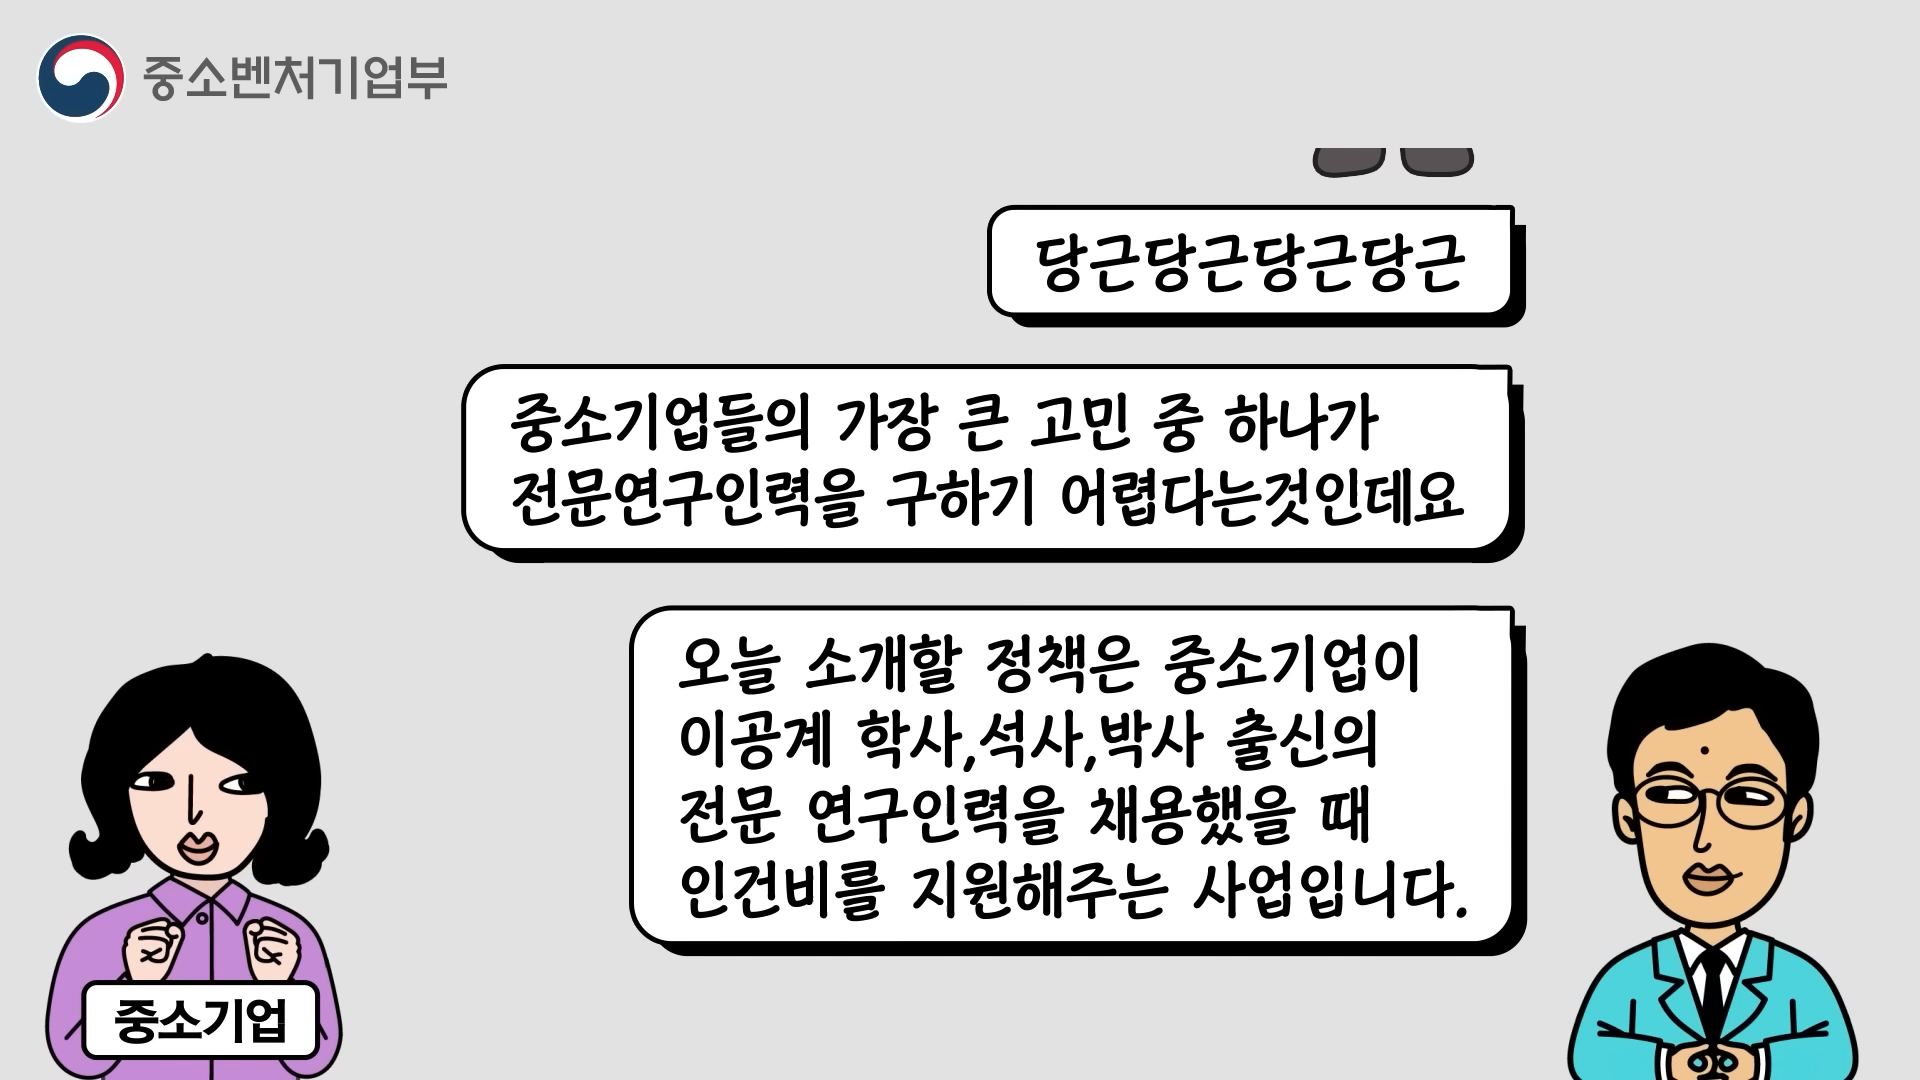 중소벤처기업부
당근당근당근당근
중소기업들의 가장 큰 고민 중 하나가
전문연구인력을 구하기 어렵다는것인데요
오늘 소개할 정책은 중소기업이
이공계 학사,석사,박사 출신의
전문 연구인력을 채용했을 때
인건비를 지원해주는 사업입니다.
중소기업